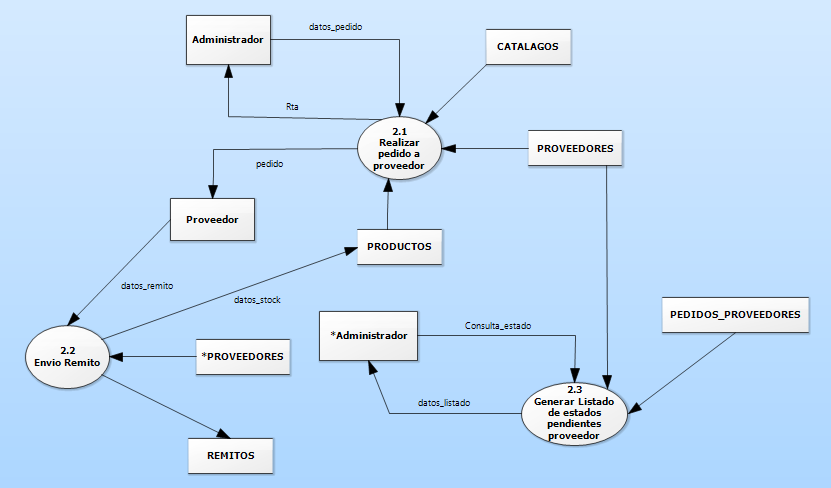 datos_pedido
Administrador
CATALAGOS
Rta
2.1
Realizar
pedido a
proveedor
PROVEEDORES
pedido
Proveedor
PRODUCTOS
datos_remito
datos_stock
PEDIDOS_PROVEEDORES
*Administrador
Consulta_estado
2.2
Envio Remito
*PROVEEDORES
2.3
Generar Listado
de estados
pendientes
proveedor
datos_listado
REMITOS